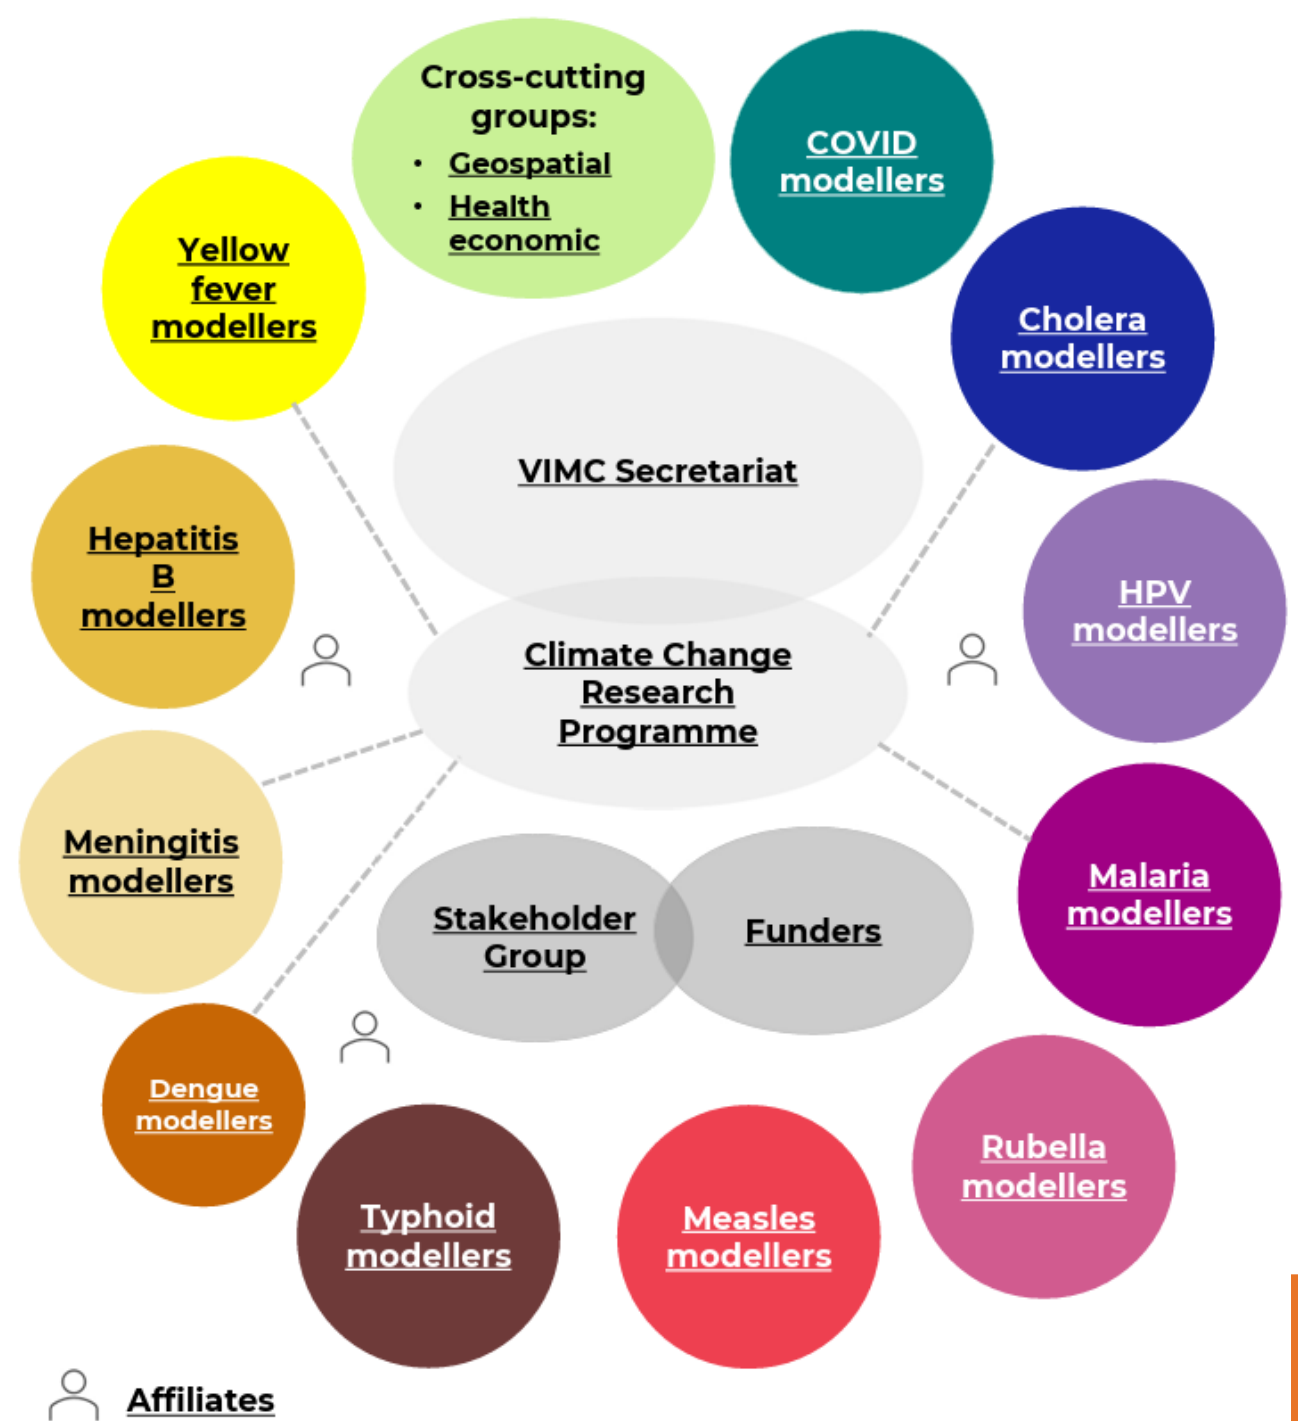 Cross-cutting
groups:
• Geospatial
• Health
economic
COVID
modellers
Yellow
fever
modellers
Cholera
modellers
VIMC Secretariat
Hepatitis
B
modellers
HPV
modellers
Climate Change
Research
Programme
Meningitis
modellers
Malaria
modellers
Stakeholder
Group
Funders
Dengue
modellers
Rubella
modellers
Typhoid
modellers
Measles
modellers
Affiliates